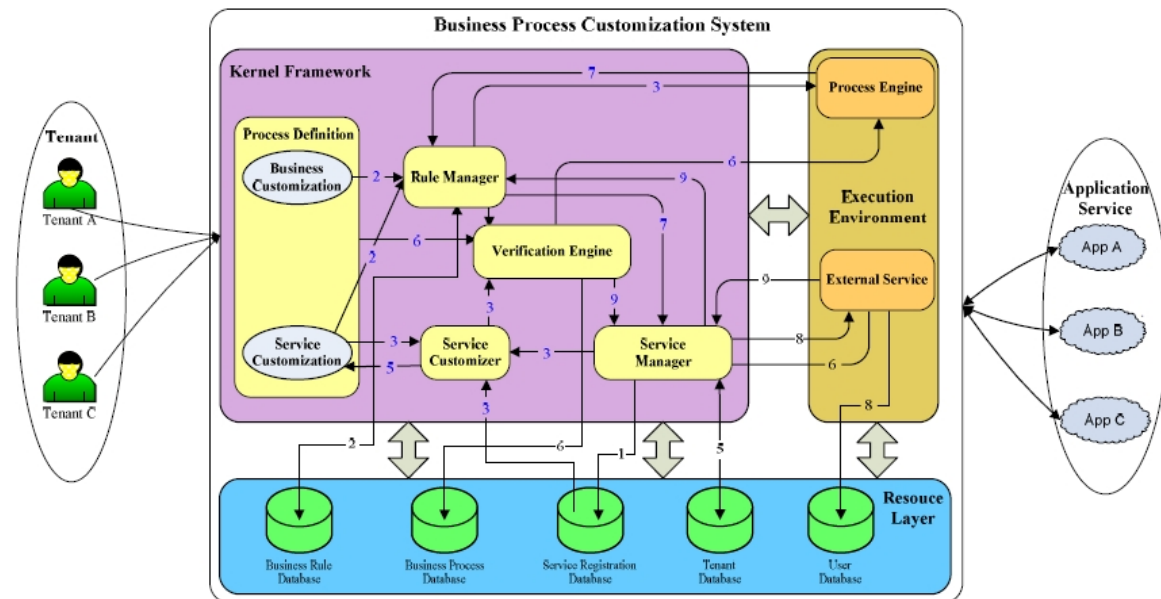 Business Process Customization System
Kernel Framework
7
3
Process Engine
Tenant
Process Definition
Business
Customization
2
Rule Manager
9
6
Application
Service
Tenant A
Execution
Environment
7
6
Verification Engine
2
App A
Tenant B
3
9
9
External Service
Service
Customization
3
5
Service
Customizer
3
Service
Manager
8
6
App B
Tenant C
3
8
App C
2
6
1
5
Resouce
Layer
Business Rule
Database
Business Process
Database
Service Registration
Database
Tenant
Database
User
Database